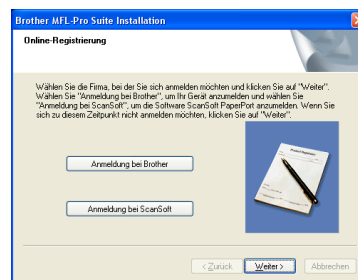 Brother MFL-Pro Suite Installation
Online-Registrierung
Wählen Sie die Firma, bei der Sie sich anmelden möchten und klicken Sie auf "Weiter".
Wählen Sie "Anmeldung bei Brother", um Ihr Gerät anzumelden und wählen Sie
"Anmeldung bei ScanSoft", um die Software ScanSoft PaperPort anzumelden. Wenn Sie
sich zu diesem Zeitpunkt nicht anmelden möchten, klicken Sie auf "Weiter".
Anmeldung bei Brother
Anmeldung bei ScanSoft
< Zurück
Weiter >
Abbrechen